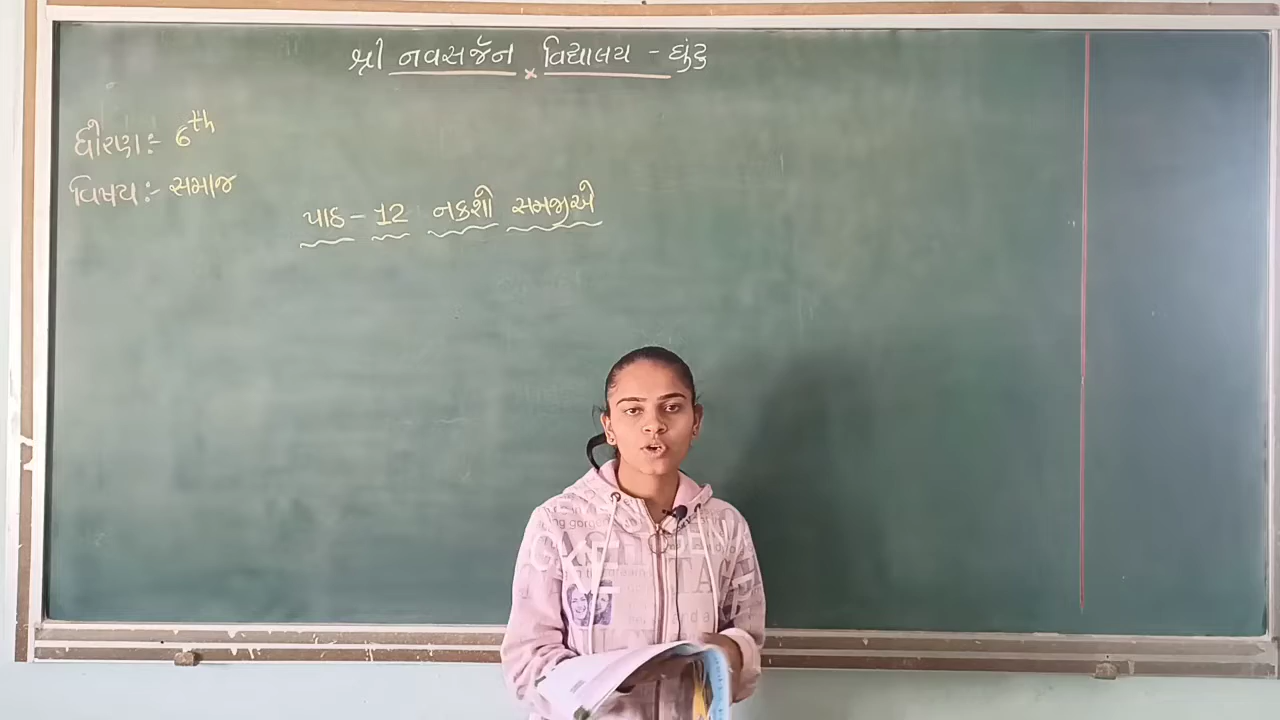 શ્રી નવસર્જન વિદ્યાલય - ઘુંટુ
ધોરણ :- 6th
વિષય :- સમાજ
પાઠ - 12 નકશો સમજીએ